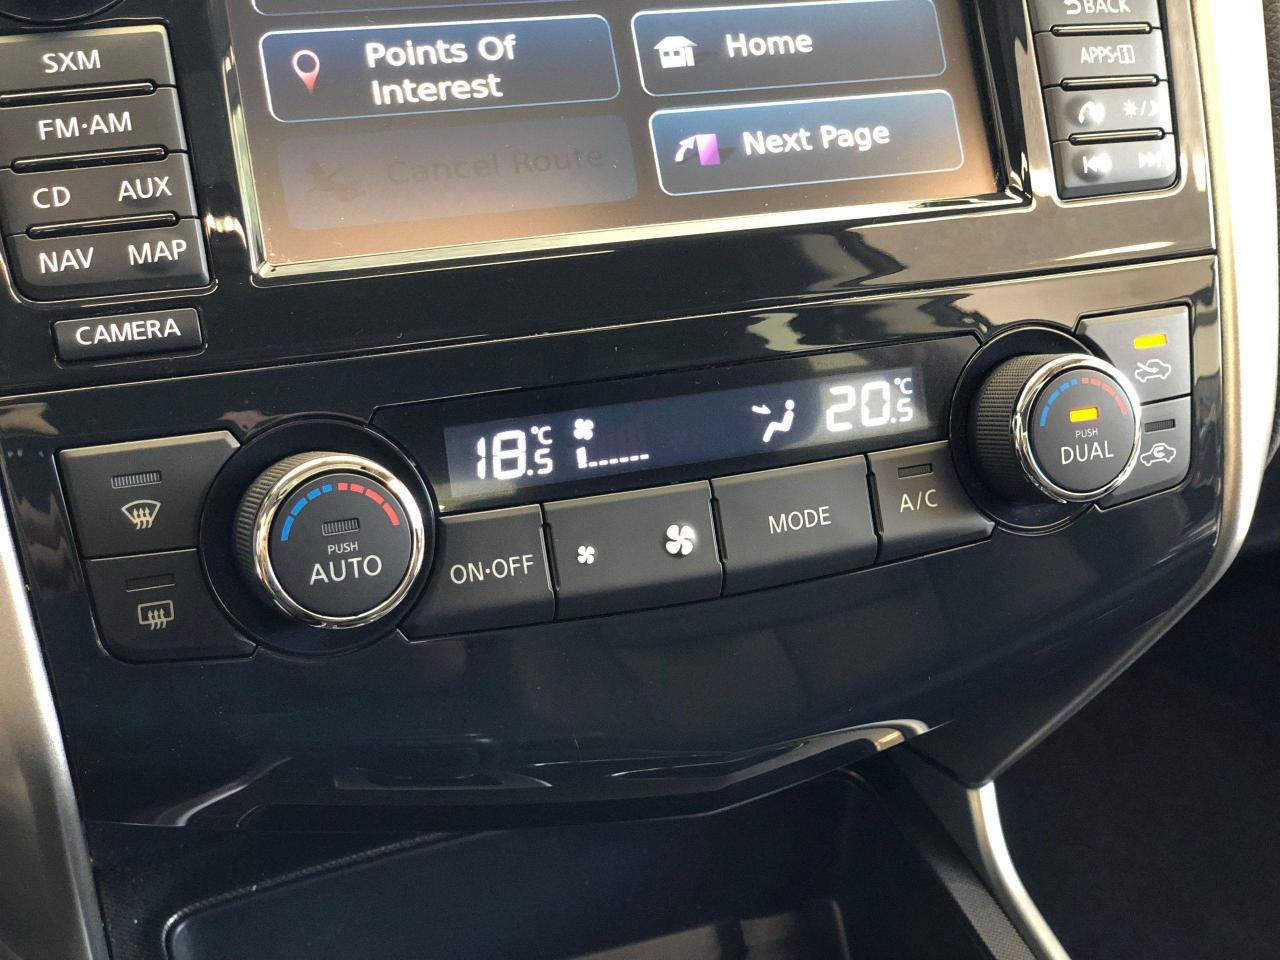 BACK
SXM
Points Of
Interest
Home
APPS·i
FM·AM
Cancel Route
Next Page
CD AUX
NAV MAP
CAMERA
18.5°C
20.5°C
PUSH
AUTO
ON·OFF
MODE
A/C
PUSH
DUAL